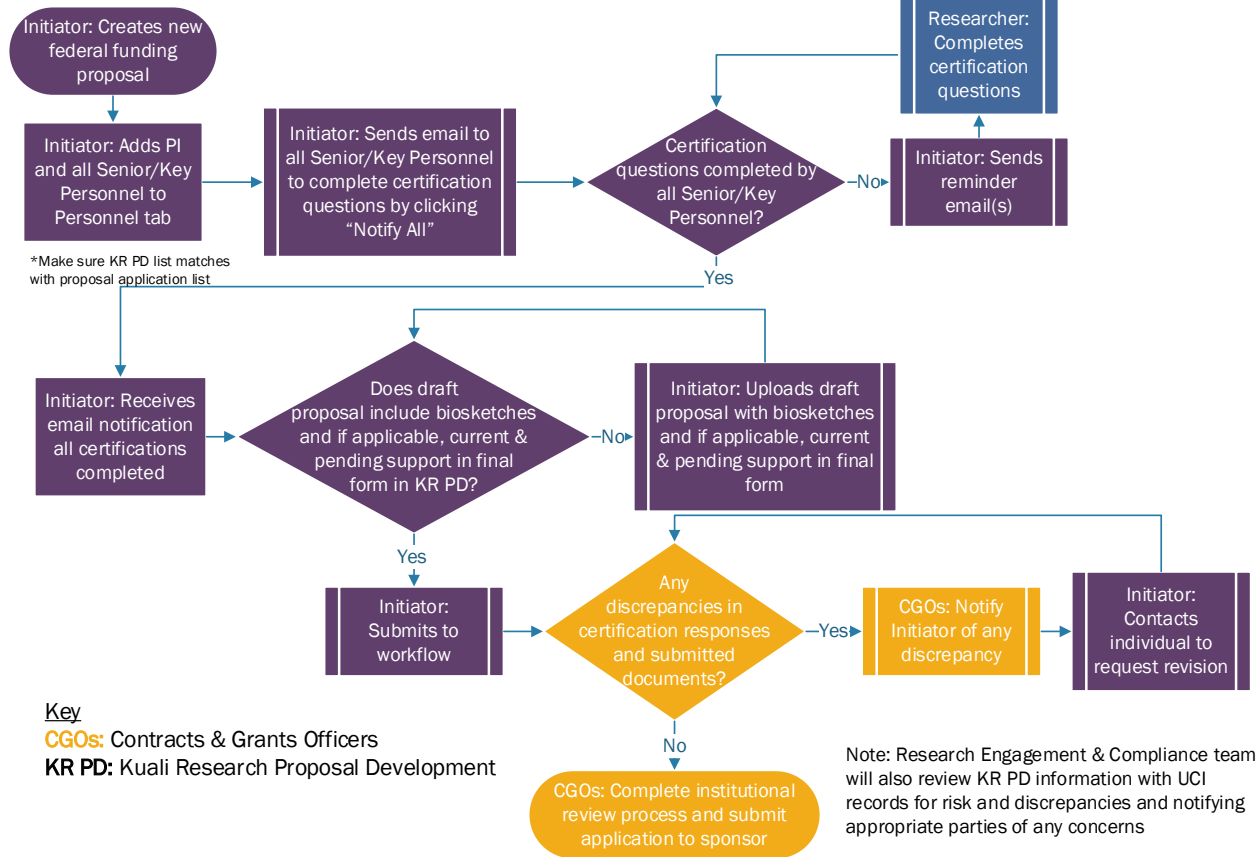 Initiator: Creates new
federal funding
proposal
Initiator: Adds PI
and all Senior/Key
Personnel to
Personnel tab
*Make sure KR PD list matches
with proposal application list
Initiator: Sends email to
all Senior/Key Personnel
to complete certification
questions by clicking
“Notify All”
Certification
questions completed by
all Senior/Key
Personnel?
No
Initiator: Sends
reminder
email(s)
Researcher:
Completes
certification
questions
Yes
Initiator: Receives
email notification
all certifications
completed
Does draft
proposal include biosketches
and if applicable, current &
pending support in final
form in KR PD?
No
Initiator: Uploads draft
proposal with biosketches
and if applicable, current
& pending support in final
form
Yes
Initiator:
Submits to
workflow
Any
discrepancies in
certification responses
and submitted
documents?
Yes
CGOs: Notify
Initiator of any
discrepancy
Initiator:
Contacts
individual to
request revision
No
CGOs: Complete institutional
review process and submit
application to sponsor
Key
CGOs: Contracts & Grants Officers
KR PD: Kuali Research Proposal Development
Note: Research Engagement & Compliance team
will also review KR PD information with UCI
records for risk and discrepancies and notifying
appropriate parties of any concerns